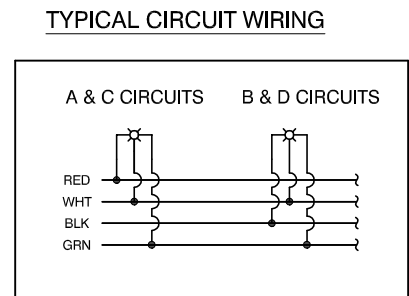 TYPICAL CIRCUIT WIRING
A & C CIRCUITS B & D CIRCUITS
RED
WHT
BLK
GRN